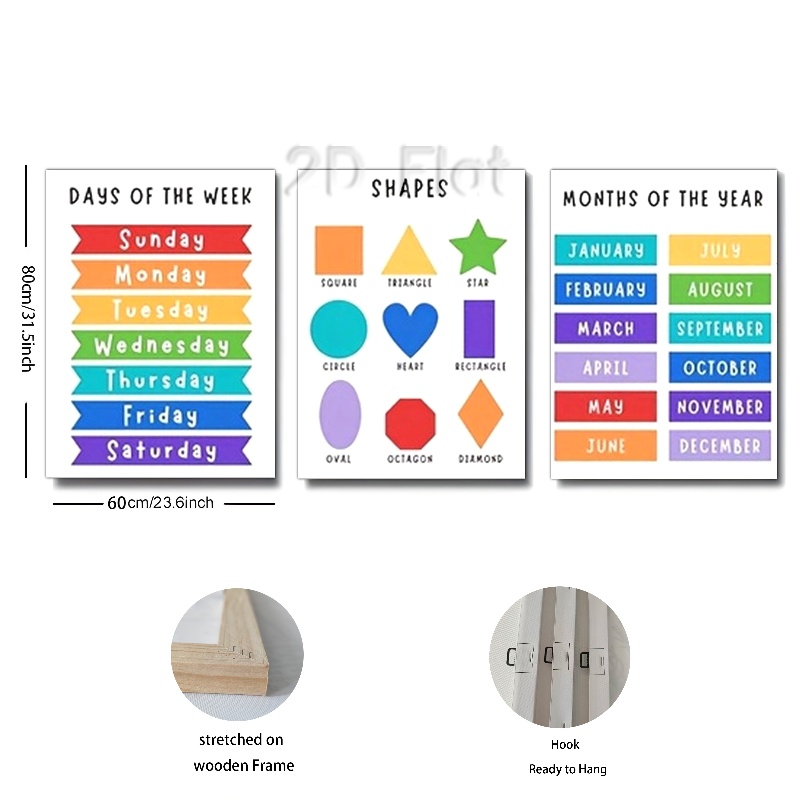 2D Flat
DAYS OF THE WEEK
Sunday
Monday
Tuesday
Wednesday
Thursday
Friday
Saturday
80cm/31.5inch
60cm/23.6inch
SHAPES
SQUARE
TRIANGLE
STAR
CIRCLE
HEART
RECTANGLE
OVAL
OCTAGON
DIAMOND
MONTHS OF THE YEAR
JANUARY
FEBRUARY
MARCH
APRIL
MAY
JUNE
JULY
AUGUST
SEPTEMBER
OCTOBER
NOVEMBER
DECEMBER
stretched on
wooden Frame
Hook
Ready to Hang